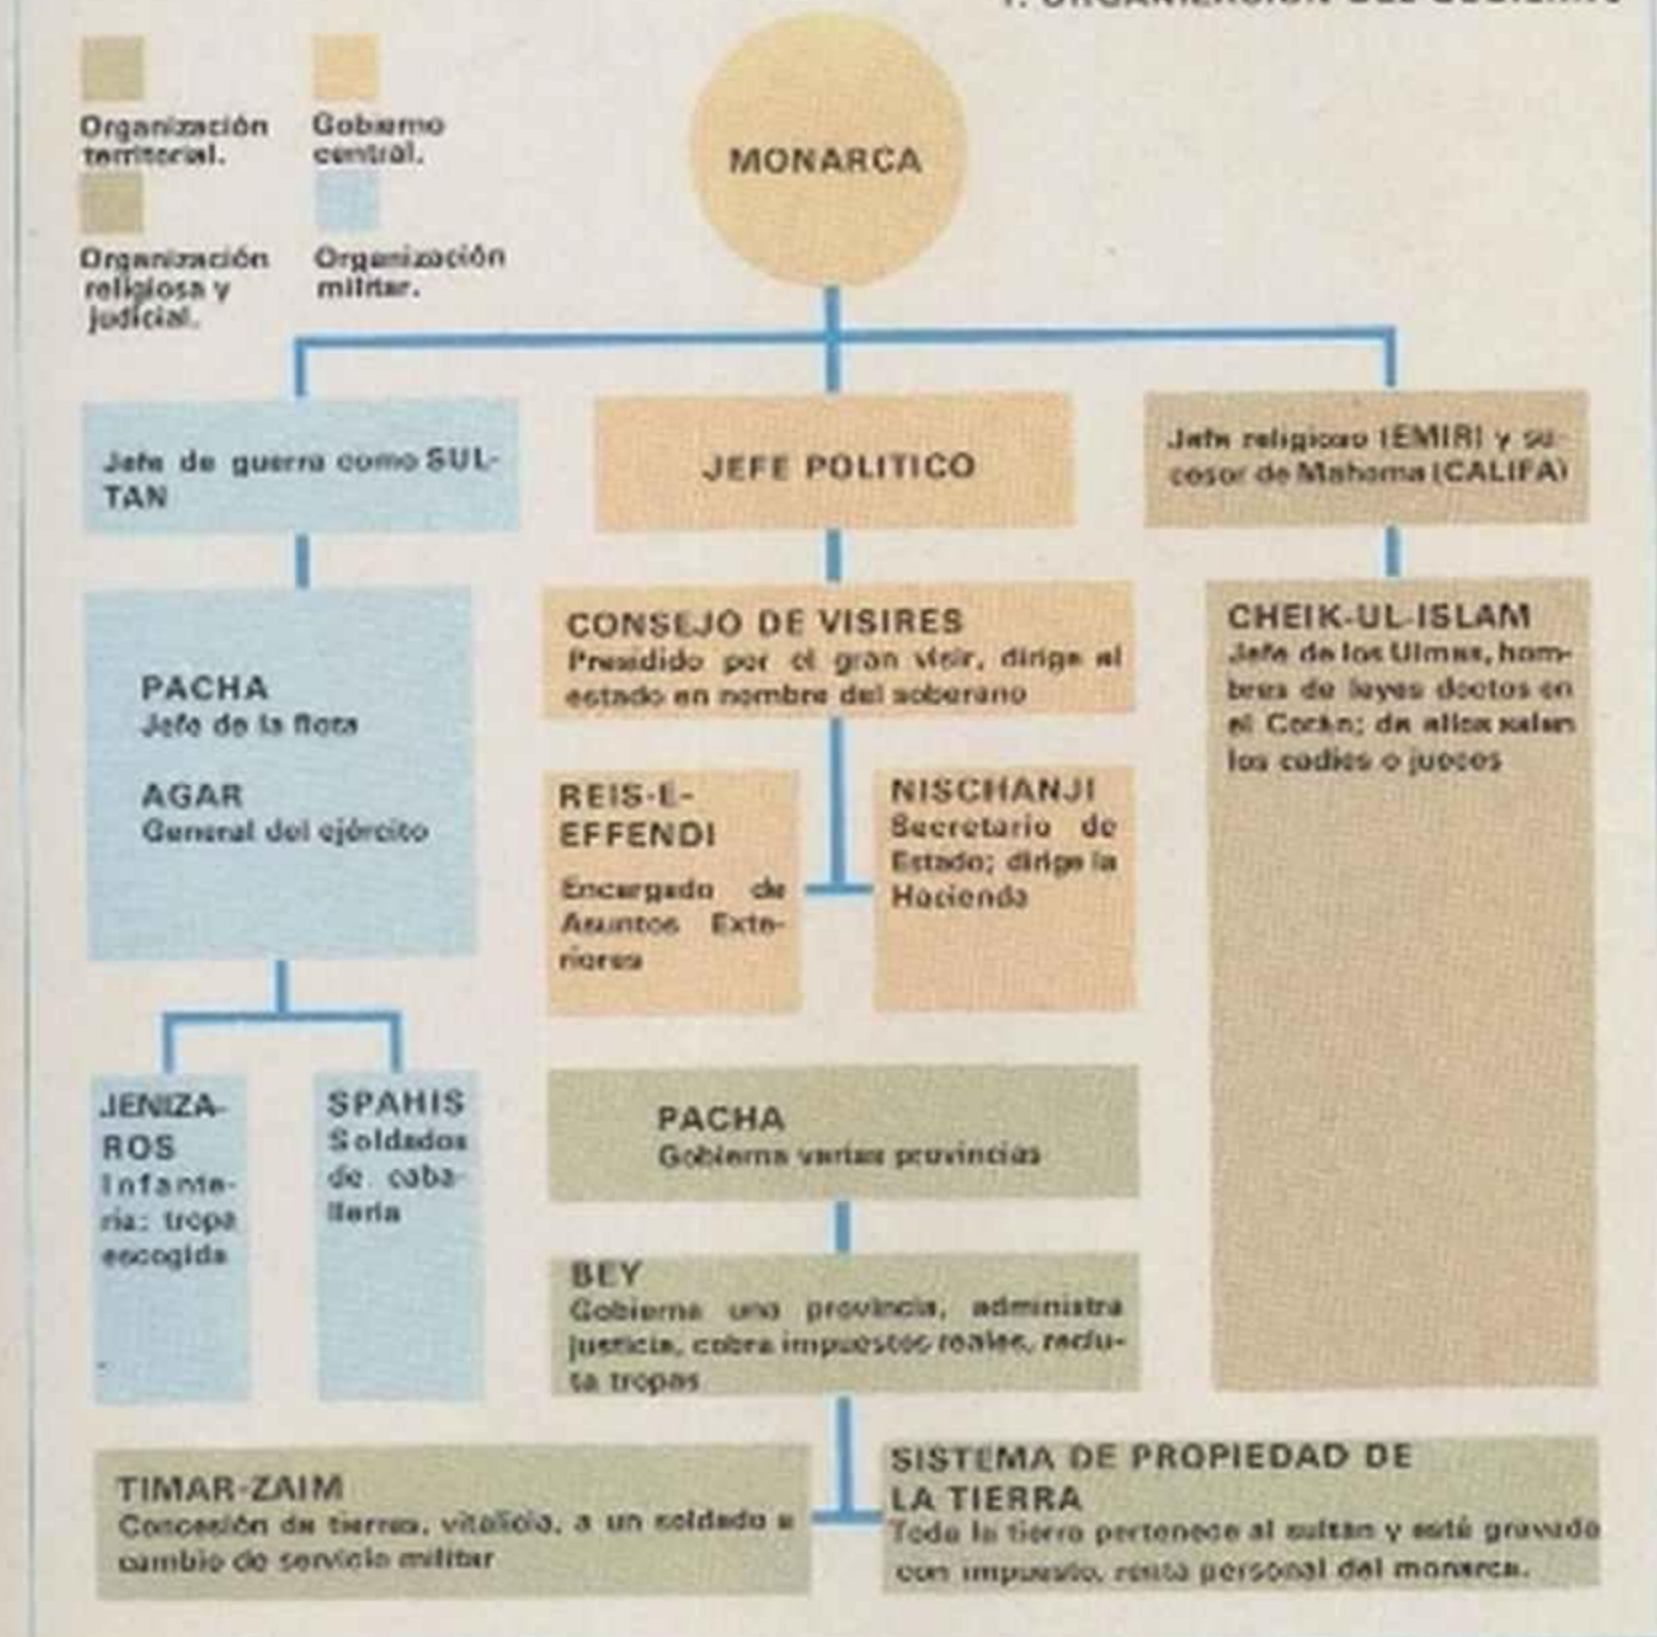 1. ORGANIZACION DEL GOBIERNO
Organización
territorial.
Gobierno
central.
Organización
religiosa y
judicial.
Organización
militar.
MONARCA
Jefe de guerra como SUL-
TAN
JEFE POLITICO
Jefe religioso (EMIR) y su-
cesor de Mahoma (CALIFA)
PACHA
Jefe de la flota
AGAR
General del ejército
CONSEJO DE VISIRES
Presidido por el gran visir, dirige el
estado en nombre del soberano
REIS-E-
EFFENDI
Encargado de
Asuntos Exte-
riores
NISCHANJI
Secretario de
Estado; dirige la
Hacienda
CHEIK-UL-ISLAM
Jefe de los Ulmas, hom-
bres de leyes doctos en
el Corán; de ellos salen
los cadíes o jueces
JENIZA-
ROS
Infante-
ría: tropa
escogida
SPAHIS
Soldados
de caba-
llería
PACHA
Gobierna varias provincias
BEY
Gobierna una provincia, administra
justicia, cobra impuestos reales, reclu-
ta tropas
TIMAR-ZAIM
Concesión de tierras, vitalicia, a un soldado a
cambio de servicio militar
SISTEMA DE PROPIEDAD DE
LA TIERRA
Toda la tierra pertenece al sultán y está gravada
con impuesto, renta personal del monarca.